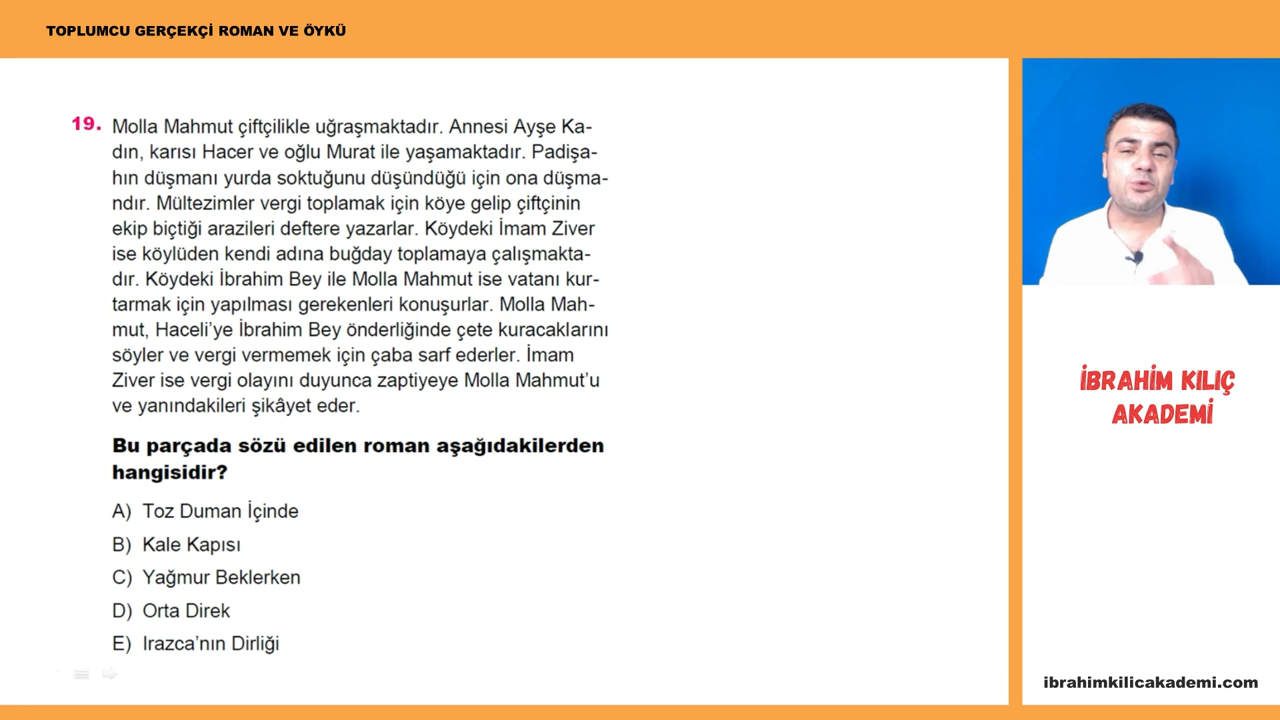 TOPLUMCU GERÇEKÇİ ROMAN VE ÖYKÜ
19. Molla Mahmut çiftçilikle uğraşmaktadır. Annesi Ayşe Ka-
dın, karısı Hacer ve oğlu Murat ile yaşamaktadır. Padişa-
hın düşmanı yurda soktuğunu düşündüğü için ona düşma-
ndır. Mültezimler vergi toplamak için köye gelip çiftçinin
ekip biçtiği arazileri deftere yazarlar. Köydeki İmam Ziver
ise köylüden kendi adına buğday toplamaya çalışmakta-
dır. Köydeki İbrahim Bey ile Molla Mahmut ise vatanı kur-
tarmak için yapılması gerekenleri konuşurlar. Molla Mah-
mut, Haceli'ye İbrahim Bey önderliğinde çete kuracaklarını
söyler ve vergi vermemek için çaba sarf ederler. İmam
Ziver ise vergi olayını duyunca zaptiyeye Molla Mahmut'u
ve yanındakileri şikâyet eder.
Bu parçada sözü edilen roman aşağıdakilerden
hangisidir?
A) Toz Duman İçinde
B) Kale Kapısı
C) Yağmur Beklerken
D) Orta Direk
E) Irazca'nın Dirliği
İBRAHİM KILIÇ
AKADEMİ
ibrahimkilicakademi.com